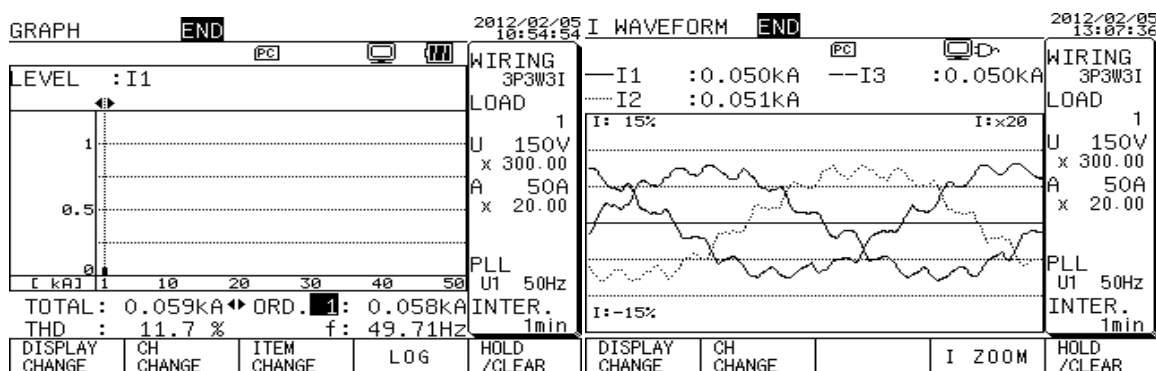 GRAPH END 2012/02/05 10:54:54
PC
LEVEL :I1
1
0.5
0
[ kA] 1 10 20 30 40 50
TOTAL: 0.059kA ORD. 1: 0.058kA
THD : 11.7 % f: 49.71Hz
WIRING
3P3W3I
LOAD
1
U 150V
x 300.00
A 50A
x 20.00
PLL
U1 50Hz
INTER.
1min
DISPLAY CHANGE
CH CHANGE
ITEM CHANGE
LOG
HOLD /CLEAR
I WAVEFORM END 2012/02/05 13:07:36
PC
I1 :0.050kA I3 :0.050kA
I2 :0.051kA
I: 15% I:x20
I:-15%
WIRING
3P3W3I
LOAD
1
U 150V
x 300.00
A 50A
x 20.00
PLL
U1 50Hz
INTER.
1min
DISPLAY CHANGE
CH CHANGE
I ZOOM
HOLD /CLEAR